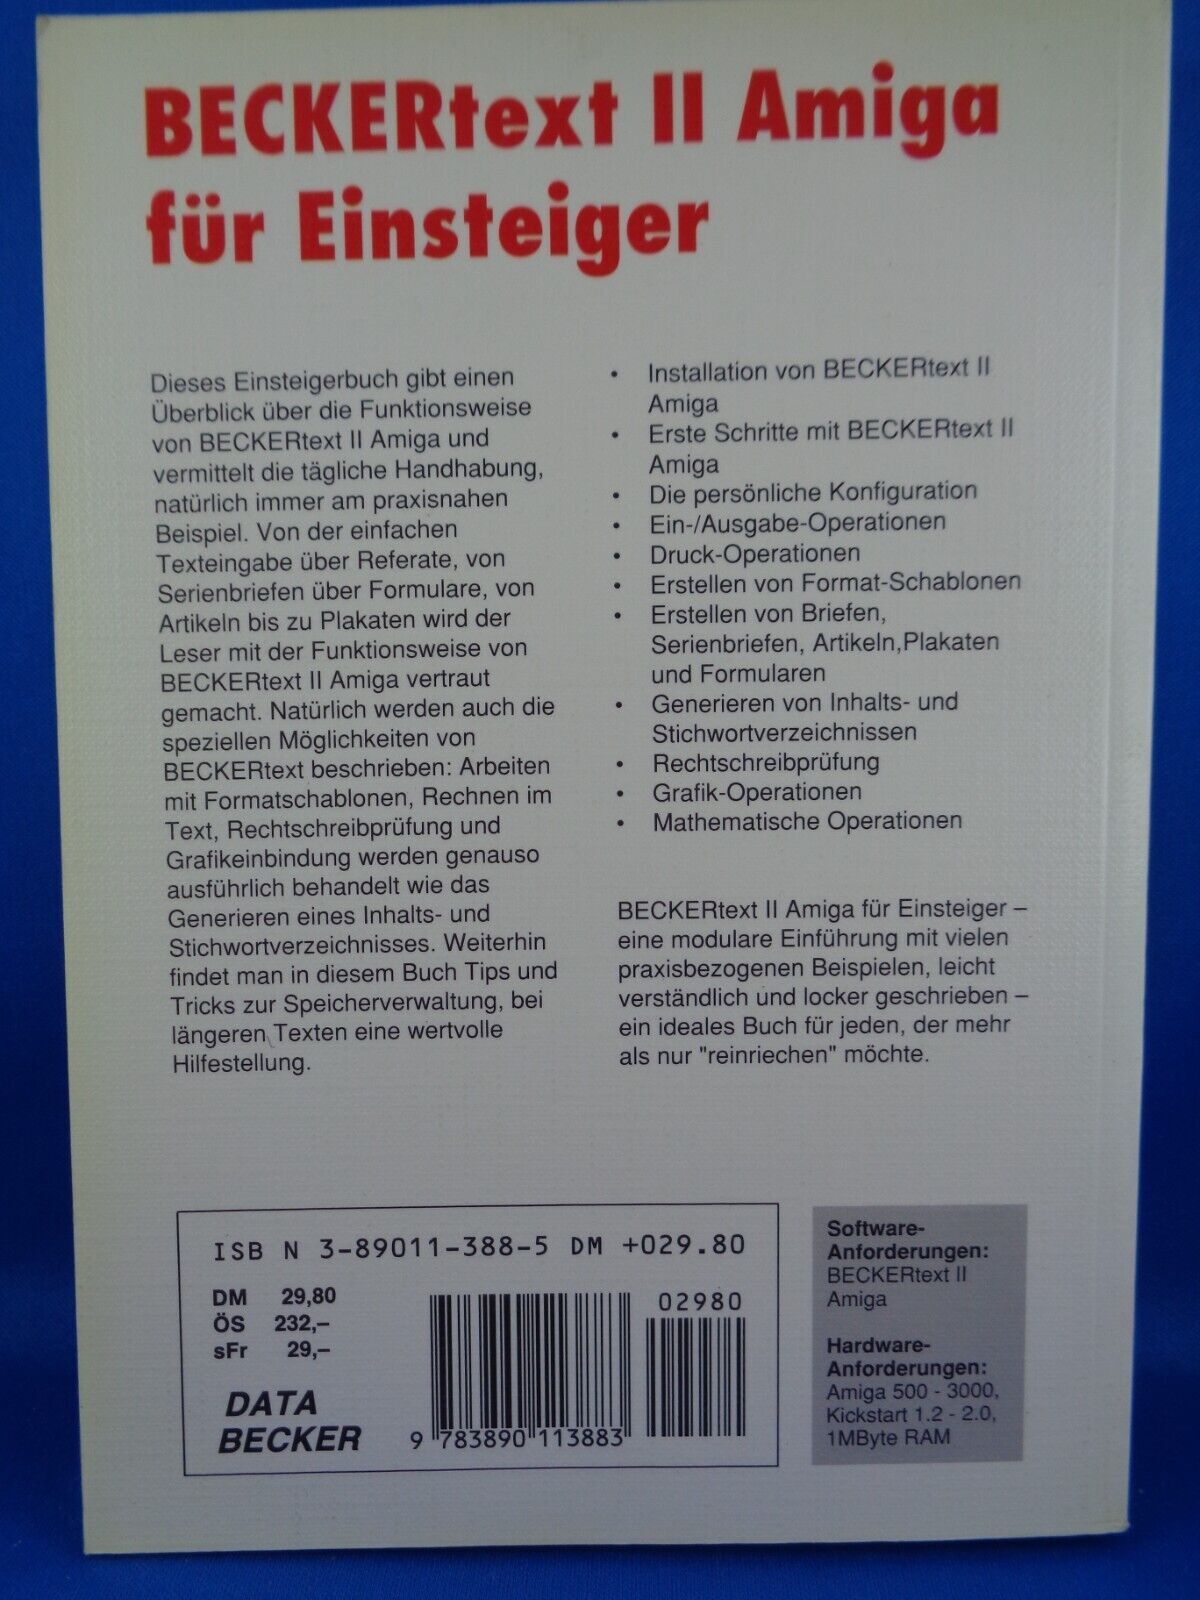 BECKERtext II Amiga
für Einsteiger
Dieses Einsteigerbuch gibt einen
Überblick über die Funktionsweise
von BECKERtext II Amiga und
vermittelt die tägliche Handhabung,
natürlich immer am praxisnahen
Beispiel. Von der einfachen
Texteingabe über Referate, von
Serienbriefen über Formulare, von
Artikeln bis zu Plakaten wird der
Leser mit der Funktionsweise von
BECKERtext II Amiga vertraut
gemacht. Natürlich werden auch die
speziellen Möglichkeiten von
BECKERtext beschrieben: Arbeiten
mit Formatschablonen, Rechnen im
Text, Rechtschreibprüfung und
Grafikeinbindung werden genauso
ausführlich behandelt wie das
Generieren eines Inhalts- und
Stichwortverzeichnisses. Weiterhin
findet man in diesem Buch Tips und
Tricks zur Speicherverwaltung, bei
längeren Texten eine wertvolle
Hilfestellung.
• Installation von BECKERtext II
Amiga
• Erste Schritte mit BECKERtext II
Amiga
• Die persönliche Konfiguration
• Ein-/Ausgabe-Operationen
• Druck-Operationen
• Erstellen von Format-Schablonen
• Erstellen von Briefen,
Serienbriefen, Artikeln,Plakaten
und Formularen
• Generieren von Inhalts- und
Stichwortverzeichnissen
• Rechtschreibprüfung
• Grafik-Operationen
• Mathematische Operationen
BECKERtext II Amiga für Einsteiger –
eine modulare Einführung mit vielen
praxisbezogenen Beispielen, leicht
verständlich und locker geschrieben –
ein ideales Buch für jeden, der mehr
als nur "reinriechen" möchte.
ISB N 3-89011-388-5 DM +029.80
DM 29,80
ÖS 232,–
sFr 29,–
DATA
BECKER
02980
9 783890 113883
Software-
Anforderungen:
BECKERtext II
Amiga
Hardware-
Anforderungen:
Amiga 500 - 3000,
Kickstart 1.2 - 2.0,
1MByte RAM